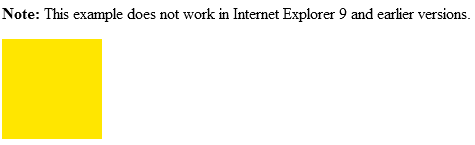 Note: This example does not work in Internet Explorer 9 and earlier versions.